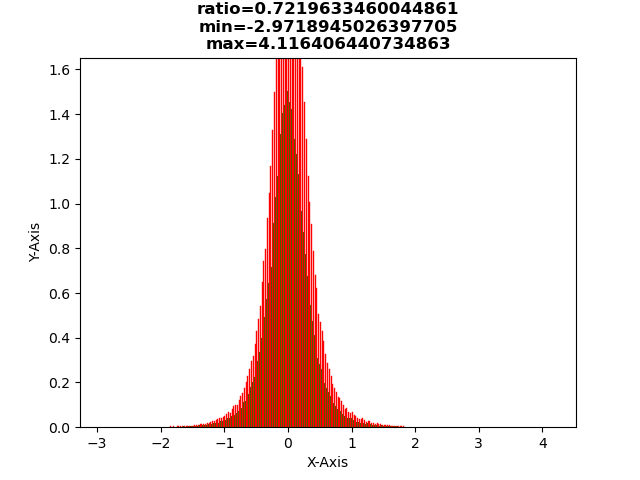 ratio=0.7219633460044861
min=-2.9718945026397705
max=4.116406440734863
1.6
1.4
1.2
1.0
0.8
0.6
0.4
0.2
0.0
Y-Axis
−3 −2 −1 0 1 2 3 4
X-Axis